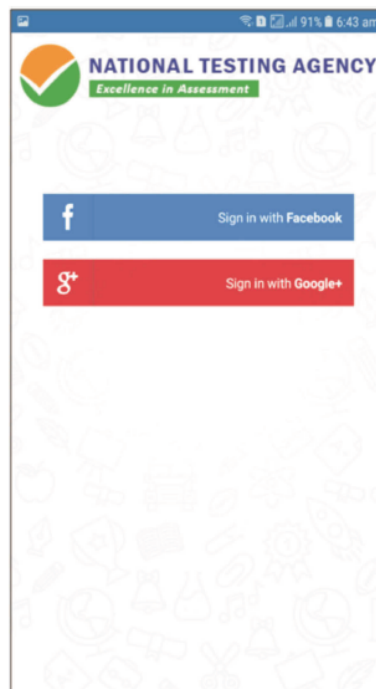 91% 6:43 am
NATIONAL TESTING AGENCY
Excellence in Assessment
f Sign in with Facebook
g+ Sign in with Google+